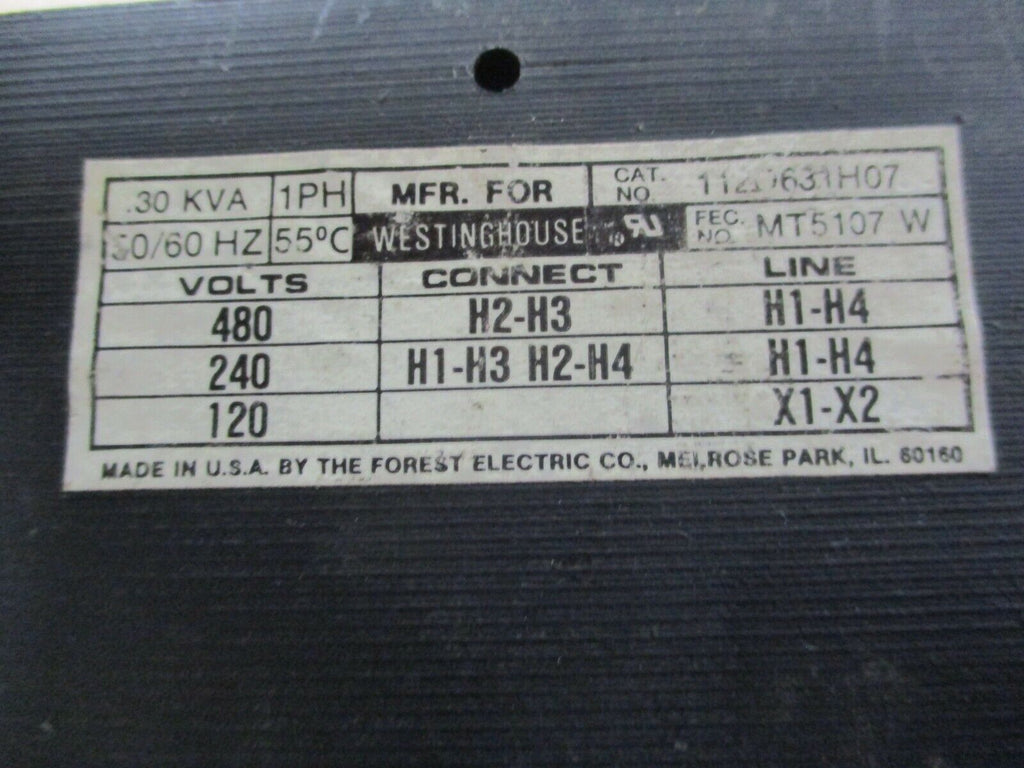 .30 KVA 1PH MFR. FOR CAT. NO.
50/60 HZ 55ºC WESTINGHOUSE ® RU FEC. NO. MT5107 W
VOLTS CONNECT LINE
480 H2-H3 H1-H4
240 H1-H3 H2-H4 H1-H4
120 X1-X2
MADE IN U.S.A. BY THE FOREST ELECTRIC CO., MELROSE PARK, IL. 60160